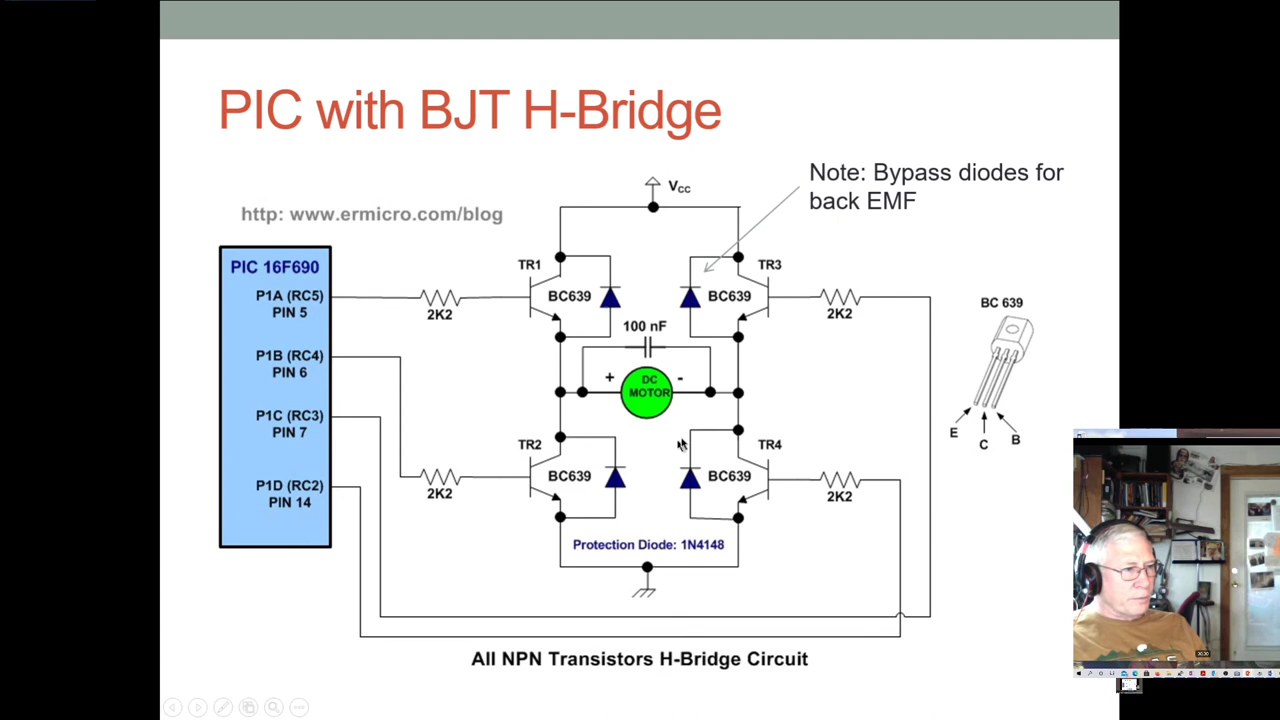 PIC with BJT H-Bridge
Note: Bypass diodes for
back EMF
http: www.ermicro.com/blog
VCC
PIC 16F690
P1A (RC5)
PIN 5
P1B (RC4)
PIN 6
P1C (RC3)
PIN 7
P1D (RC2)
PIN 14
2K2
2K2
TR1
BC639
TR3
BC639
2K2
100 nF
+
-
DC
MOTOR
TR2
BC639
TR4
BC639
2K2
BC 639
E
C
B
Protection Diode: 1N4148
All NPN Transistors H-Bridge Circuit